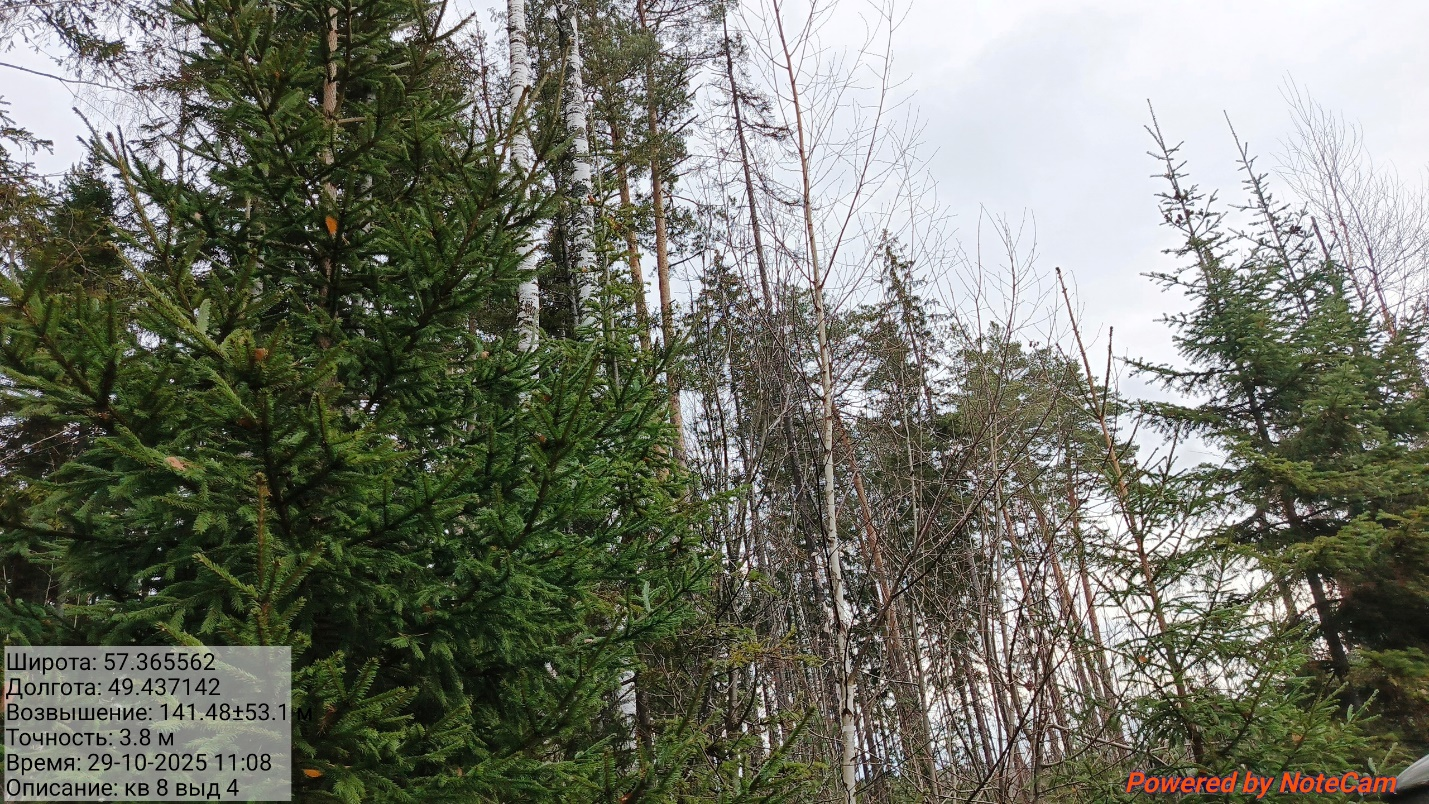 Широта: 57.365562
Долгота: 49.437142
Возвышение: 141.48±53.1 м
Точность: 3.8 м
Время: 29-10-2025 11:08
Описание: кв 8 выд 4
Powered by NoteCam